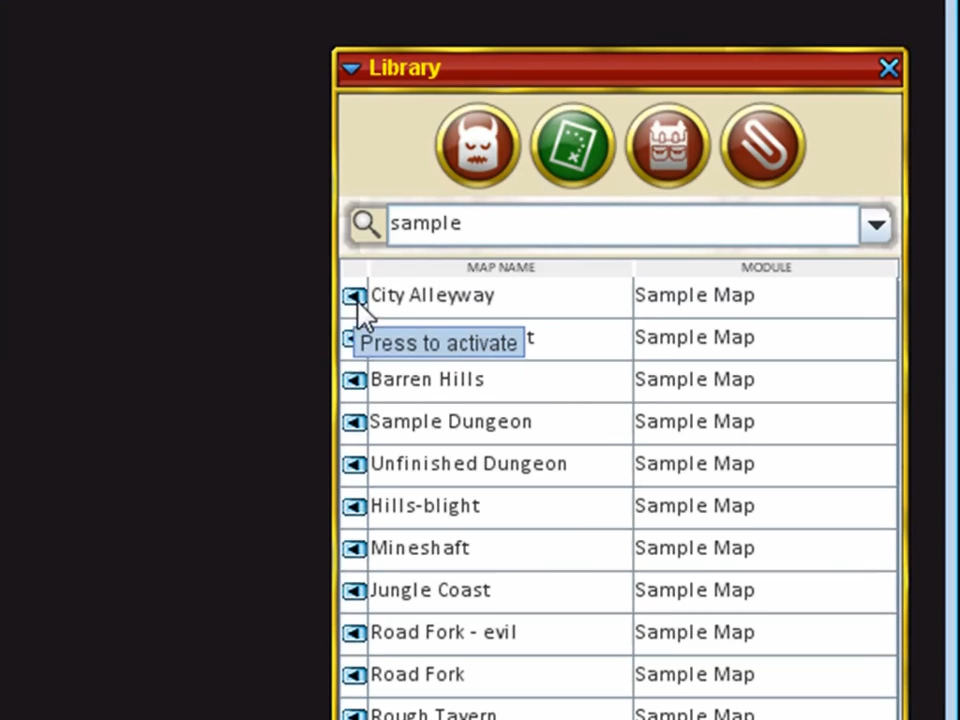 Library
sample
MAP NAME MODULE
City Alleyway Sample Map
Press to activate t Sample Map
Barren Hills Sample Map
Sample Dungeon Sample Map
Unfinished Dungeon Sample Map
Hills-blight Sample Map
Mineshaft Sample Map
Jungle Coast Sample Map
Road Fork - evil Sample Map
Road Fork Sample Map
Rough Tavern Sample Map